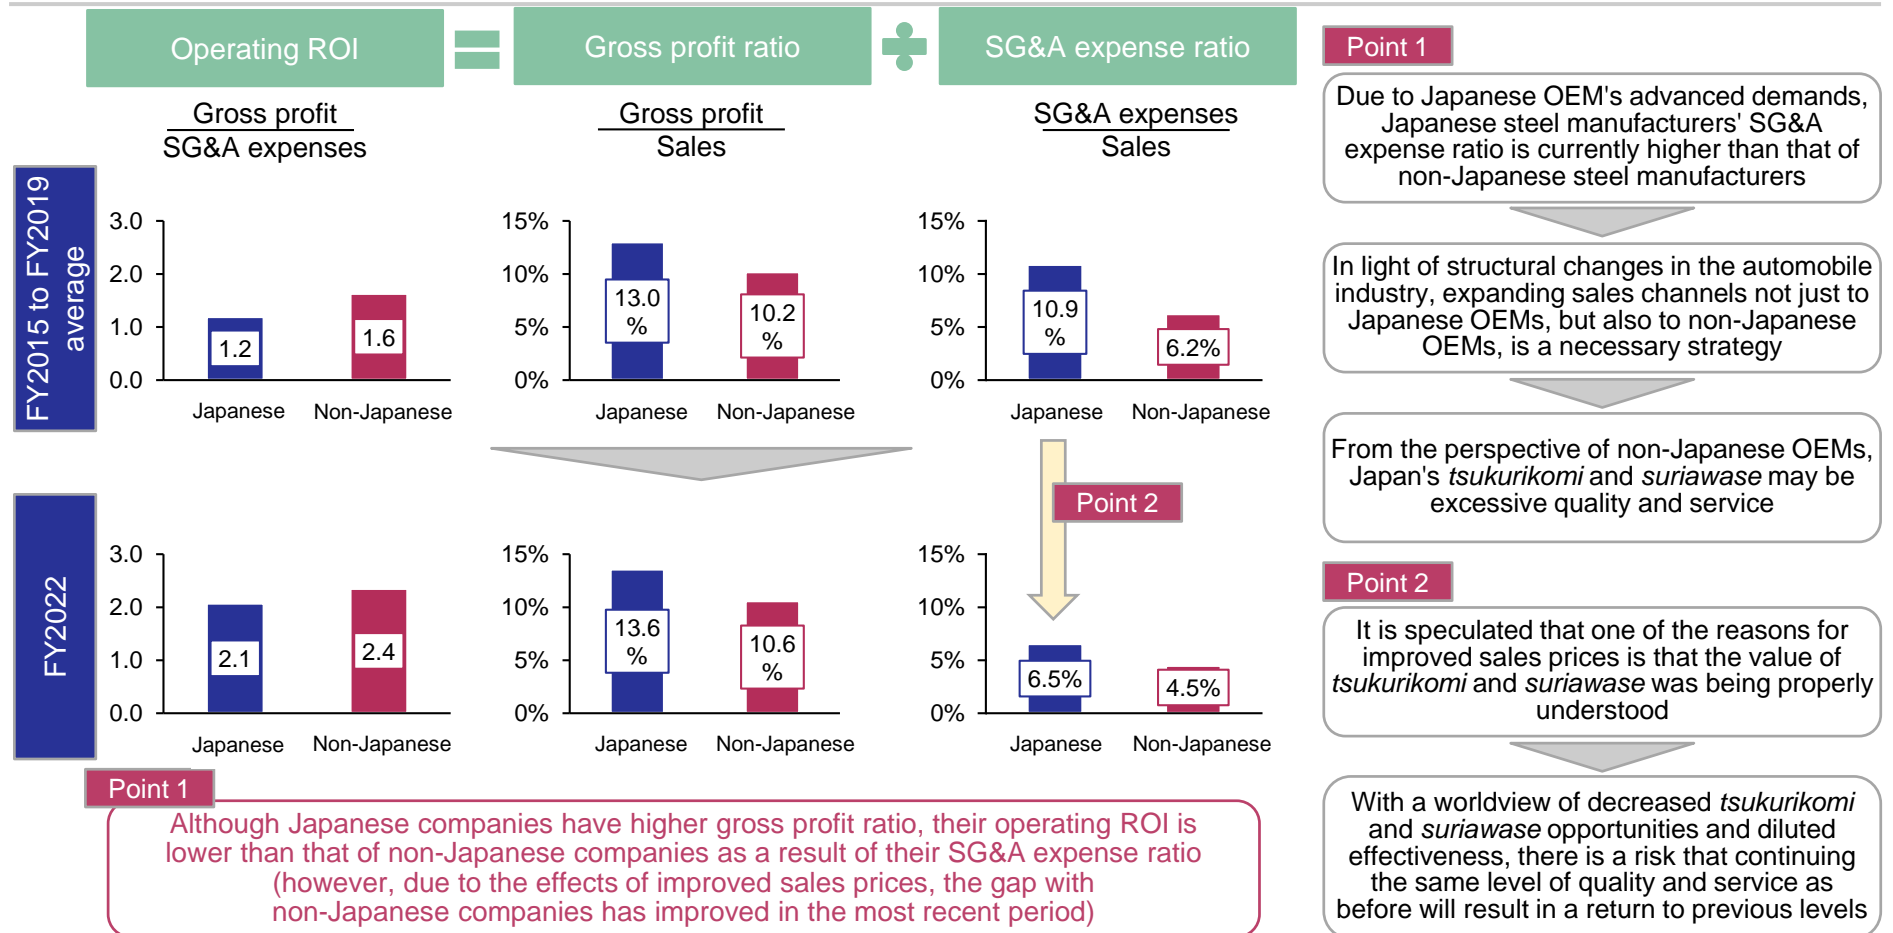 Operating ROI
Gross profit ratio
SG&A expense ratio
Gross profit
SG&A expenses
Gross profit
Sales
SG&A expenses
Sales
FY2015 to FY2019
average
3.0
2.0
1.0
0.0
1.2
1.6
Japanese
Non-Japanese
15%
10%
5%
0%
13.0
%
10.2
%
Japanese
Non-Japanese
15%
10%
5%
0%
10.9
%
6.2%
Japanese
Non-Japanese
Point 2
FY2022
3.0
2.0
1.0
0.0
2.1
2.4
Japanese
Non-Japanese
15%
10%
5%
0%
13.6
%
10.6
%
Japanese
Non-Japanese
15%
10%
5%
0%
6.5%
4.5%
Japanese
Non-Japanese
Point 1
Although Japanese companies have higher gross profit ratio, their operating ROI is
lower than that of non-Japanese companies as a result of their SG&A expense ratio
(however, due to the effects of improved sales prices, the gap with
non-Japanese companies has improved in the most recent period)
Point 1
Due to Japanese OEM's advanced demands,
Japanese steel manufacturers' SG&A
expense ratio is currently higher than that of
non-Japanese steel manufacturers
In light of structural changes in the automobile
industry, expanding sales channels not just to
Japanese OEMs, but also to non-Japanese
OEMs, is a necessary strategy
From the perspective of non-Japanese OEMs,
Japan's tsukurikomi and suriawase may be
excessive quality and service
Point 2
It is speculated that one of the reasons for
improved sales prices is that the value of
tsukurikomi and suriawase was being properly
understood
With a worldview of decreased tsukurikomi
and suriawase opportunities and diluted
effectiveness, there is a risk that continuing
the same level of quality and service as
before will result in a return to previous levels